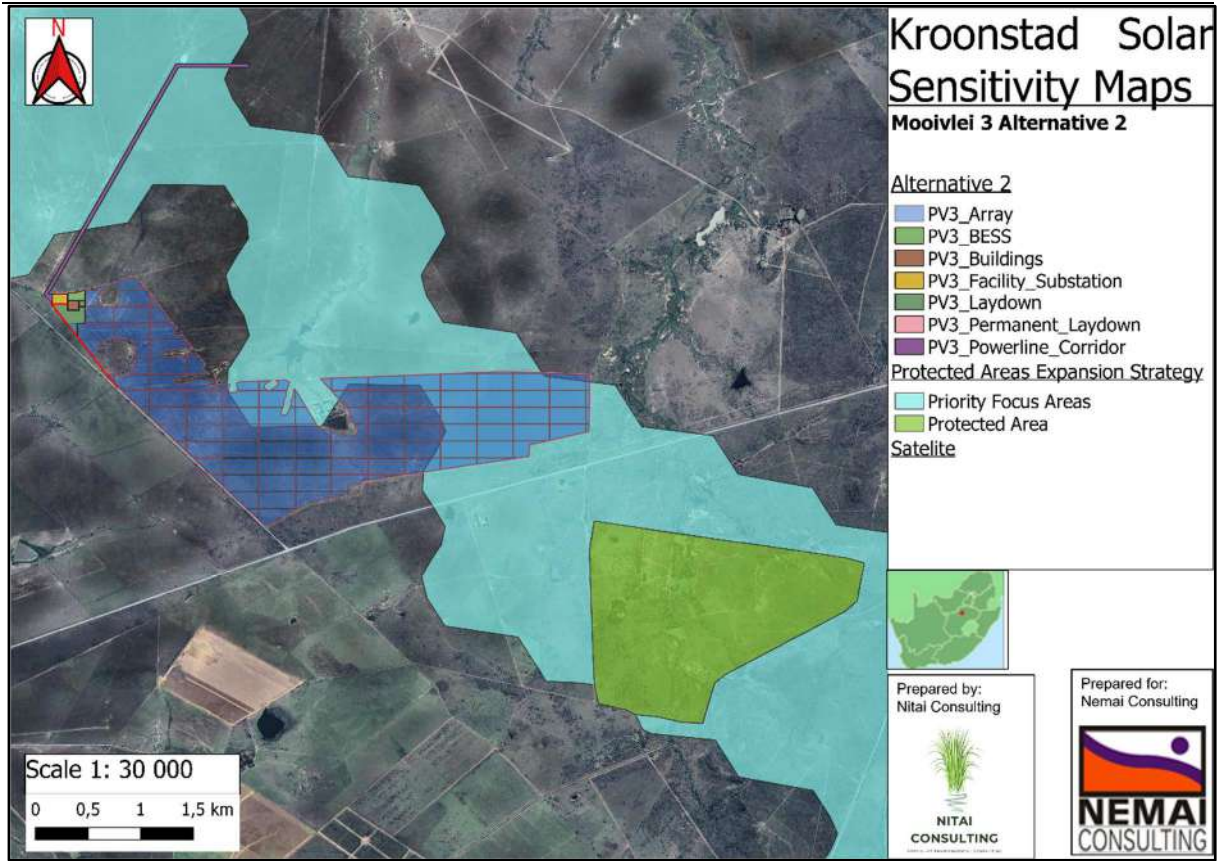 N
Kroonstad Solar
Sensitivity Maps
Mooivlei 3 Alternative 2
Alternative 2
PV3_Array
PV3_BESS
PV3_Buildings
PV3_Facility_Substation
PV3_Laydown
PV3_Permanent_Laydown
PV3_Powerline_Corridor
Protected Areas Expansion Strategy
Priority Focus Areas
Protected Area
Satelite
Scale 1: 30 000
0 0,5 1 1,5 km
Prepared by:
Nitai Consulting
NITAI
CONSULTING
Prepared for:
Nemai Consulting
NEMAI
CONSULTING